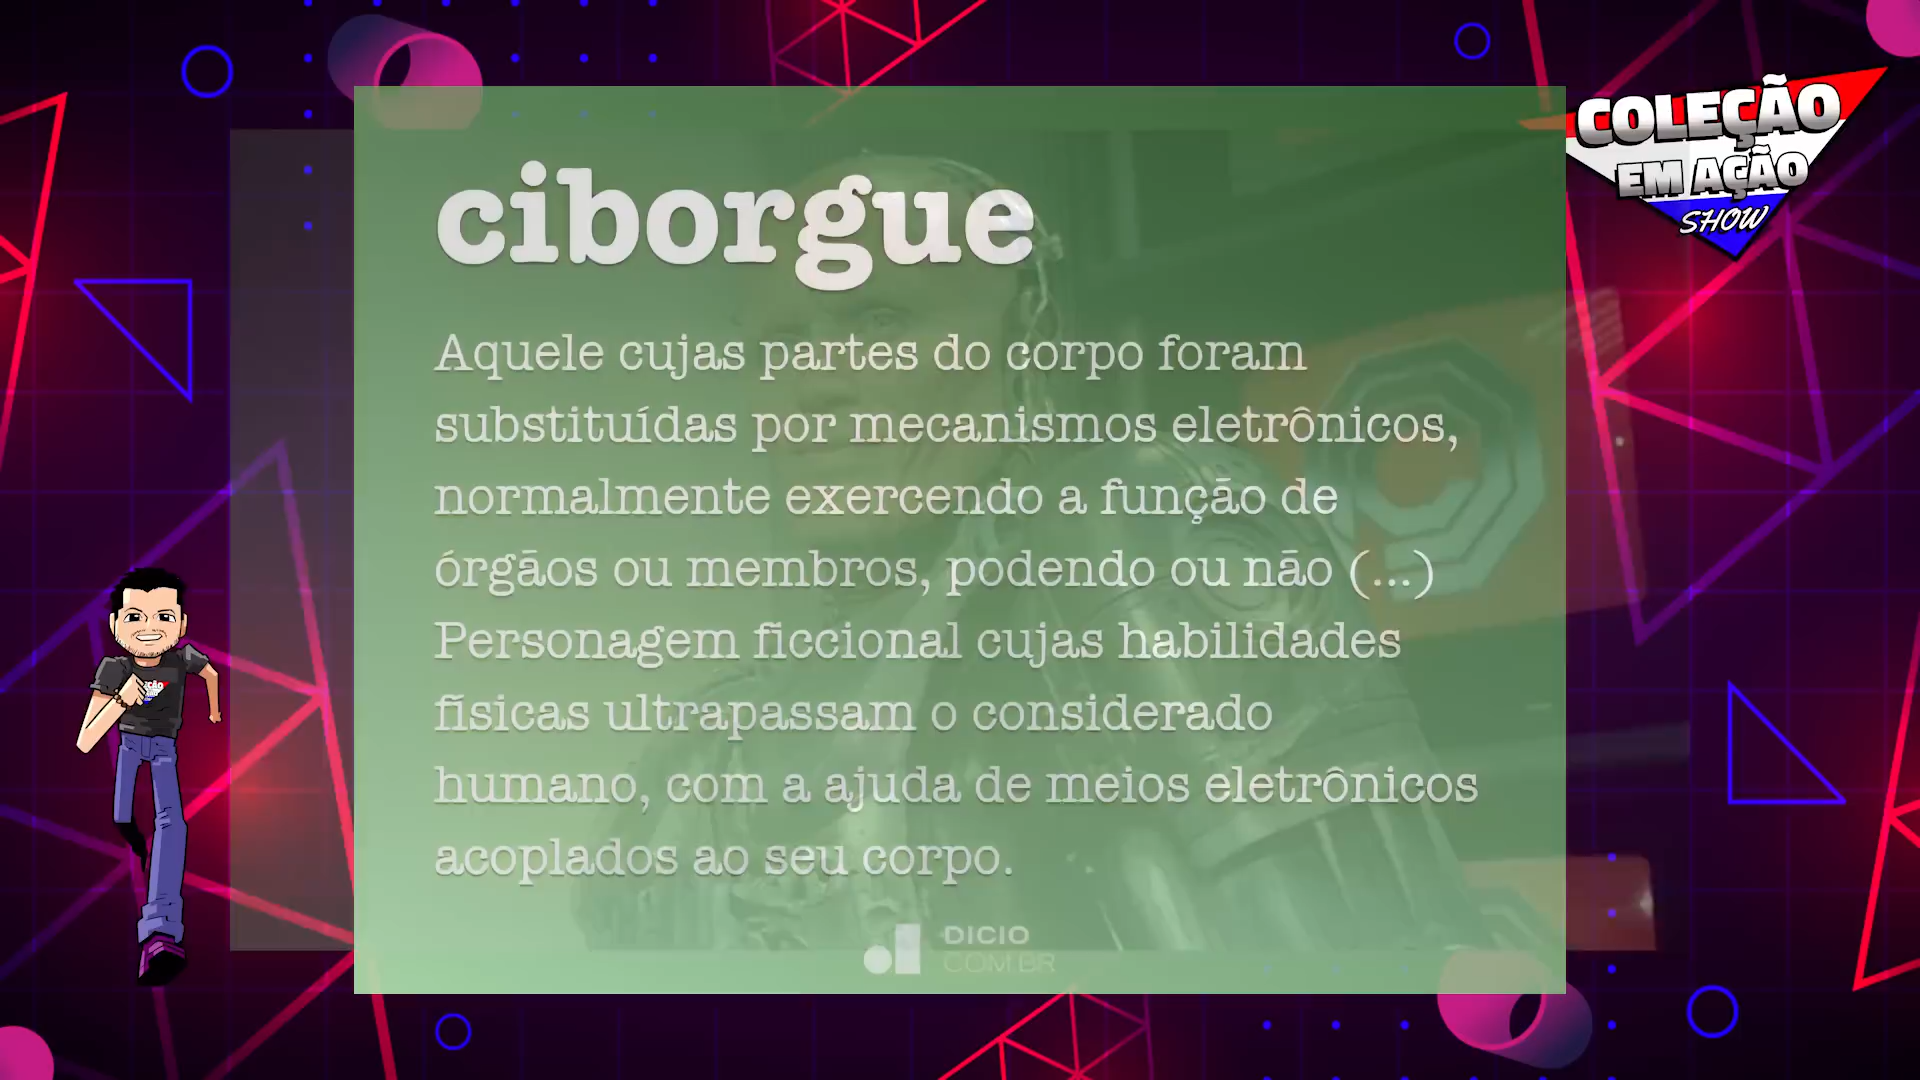 COLEÇÃO
EM AÇÃO
SHOW
ciborgue
Aquele cujas partes do corpo foram
substituídas por mecanismos eletrônicos,
normalmente exercendo a função de
órgãos ou membros, podendo ou não (...)
Personagem ficcional cujas habilidades
físicas ultrapassam o considerado
humano, com a ajuda de meios eletrônicos
acoplados ao seu corpo.
DICIO
COM.BR